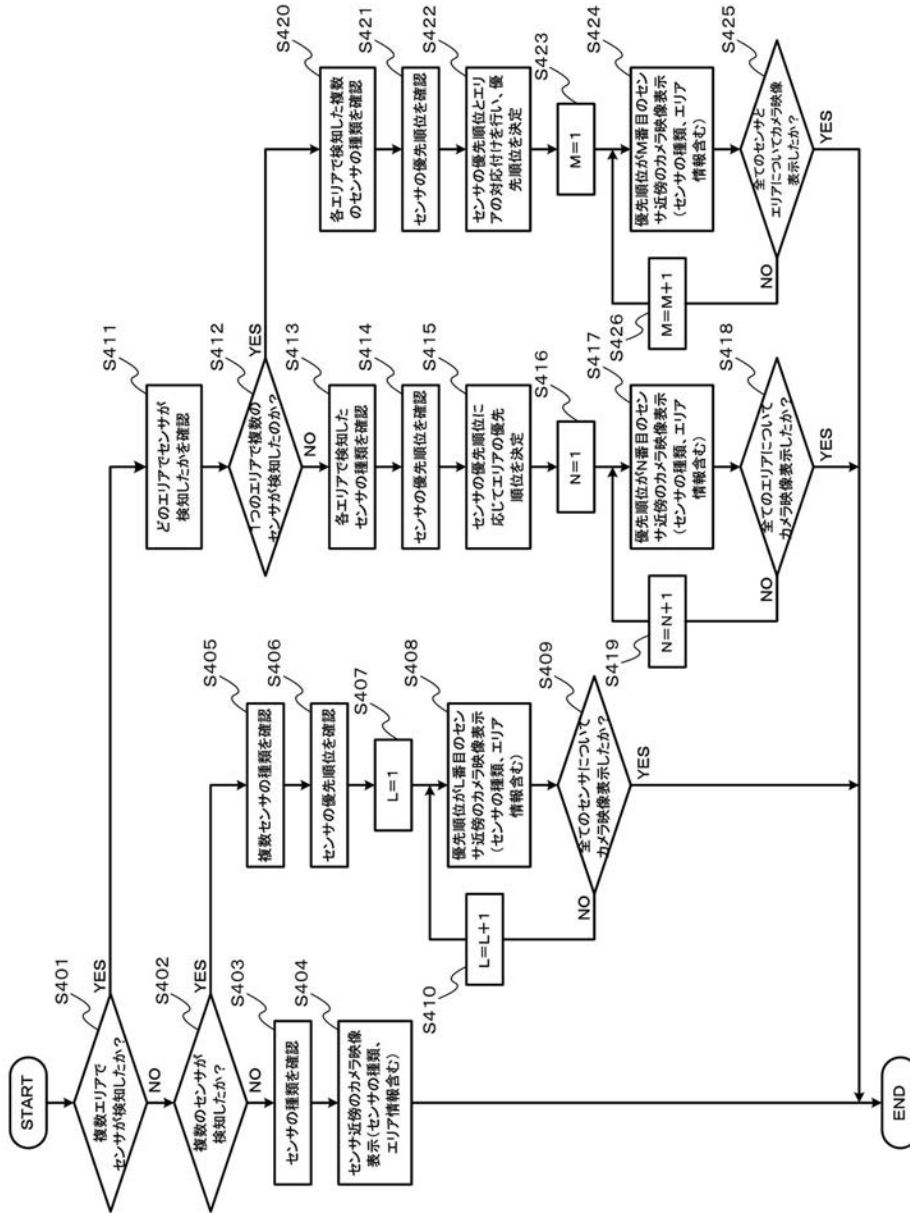 START
S401
複数エリアで
センサが検知したか？
YES
NO
S402
複数のセンサが
検知したか？
YES
NO
S403
センサの種類を確認
S404
センサ近傍のカメラ映像
表示（センサの種類、
エリア情報含む）
S405
複数センサの種類を確認
S406
センサの優先順位を確認
S407
L=1
S408
優先順位がL番目のセン
サ近傍のカメラ映像表示
（センサの種類、エリア
情報含む）
S409
全てのセンサについて
カメラ映像表示したか？
YES
NO
L=L+1
S410
S411
どのエリアでセンサが
検知したかを確認
S412
1つのエリアで複数の
センサが検知したのか？
YES
NO
S413
各エリアで検知した
センサの種類を確認
S414
センサの優先順位を確認
S415
センサの優先順位に
応じてエリアの優先
順位を決定
S416
N=1
S417
優先順位がN番目のセン
サ近傍のカメラ映像表示
（センサの種類、エリア
情報含む）
S418
全てのエリアについて
カメラ映像表示したか？
YES
NO
N=N+1
S419
S420
各エリアで検知した複数
のセンサの種類を確認
S421
センサの優先順位を確認
S422
センサの優先順位とエリ
アの対応付けを行い、優
先順位を決定
S423
M=1
S424
優先順位がM番目のセン
サ近傍のカメラ映像表示
（センサの種類、エリア
情報含む）
S425
全てのセンサと
エリアについてカメラ映像
表示したか？
YES
NO
M=M+1
S426
END